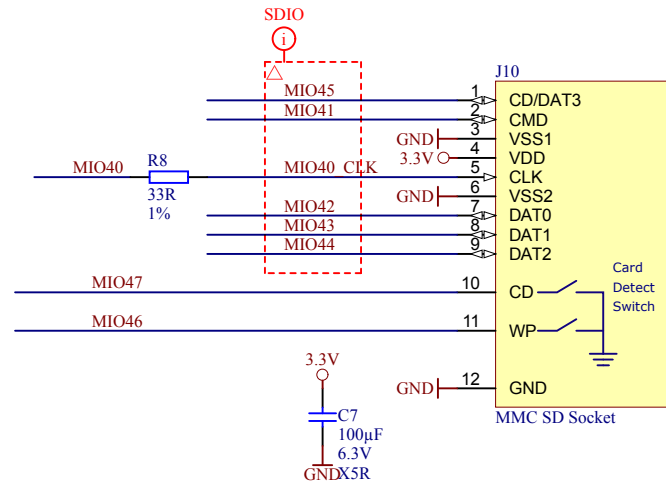 SDIO
i
J10
MIO45 1 CD/DAT3
MIO41 2 CMD
GND 3 VSS1
3.3V 4 VDD
MIO40 R8 MIO40_CLK 5 CLK
33R
1%
GND 6 VSS2
MIO42 7 DAT0
MIO43 8 DAT1
MIO44 9 DAT2
Card
Detect
Switch
MIO47 10 CD
MIO46 11 WP
GND 12 GND
MMC SD Socket
3.3V
C7
100µF
6.3V
X5R
GND